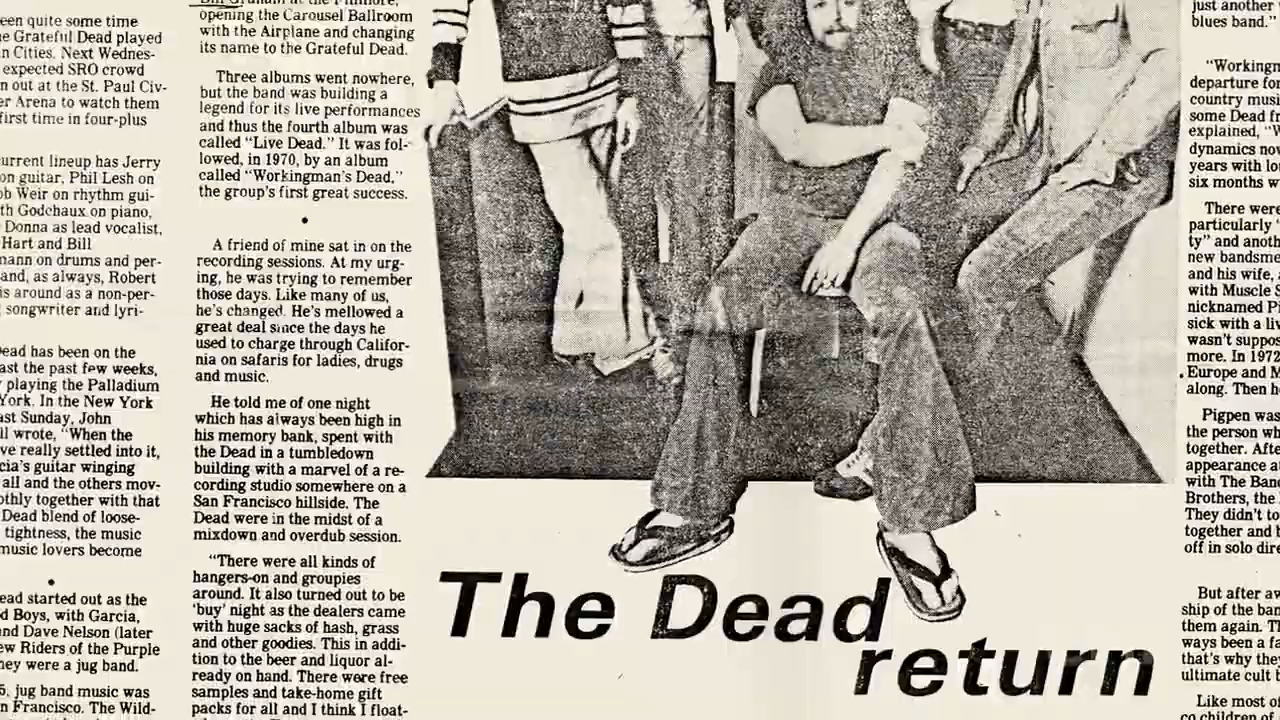 een quite some time
e Grateful Dead played
n Cities. Next Wednes-
expected SRO crowd
n out at the St. Paul Civ-
er Arena to watch them
first time in four-plus
urrent lineup has Jerry
on guitar, Phil Lesh on
ob Weir on rhythm gui-
th Godchaux on piano,
Donna as lead vocalist,
Hart and Bill
mann on drums and per-
and, as always, Robert
is around as a non-per-
songwriter and lyri-
Dead has been on the
ast the past few weeks,
playing the Palladium
York. In the New York
ast Sunday, John
ll wrote, "When the
ve really settled into it,
cia's guitar winging
all and the others mov-
othly together with that
Dead blend of loose-
tightness, the music
music lovers become
•
ead started out as the
d Boys, with Garcia,
nd Dave Nelson (later
ew Riders of the Purple
hey were a jug band.
5, jug band music was
n Francisco. The Wild-
opening the Carousel Ballroom
with the Airplane and changing
its name to the Grateful Dead.
Three albums went nowhere,
but the band was building a
legend for its live performances
and thus the fourth album was
called "Live Dead." It was fol-
lowed, in 1970, by an album
called "Workingman's Dead,"
the group's first great success.
•
A friend of mine sat in on the
recording sessions. At my urg-
ing, he was trying to remember
those days. Like many of us,
he's changed. He's mellowed a
great deal since the days he
used to charge through Califor-
nia on safaris for ladies, drugs
and music.
He told me of one night
which has always been high in
his memory bank, spent with
the Dead in a tumbledown
building with a marvel of a re-
cording studio somewhere on a
San Francisco hillside. The
Dead were in the midst of a
mixdown and overdub session.
"There were all kinds of
hangers-on and groupies
around. It also turned out to be
'buy' night as the dealers came
with huge sacks of hash, grass
and other goodies. This in addi-
tion to the beer and liquor al-
ready on hand. There were free
samples and take-home gift
packs for all and I think I float-
The Dead
return
just another
blues band."
"Workingm
departure for
country musi
some Dead fr
explained, "
dynamics nov
years with lo
six months w
There were
particularly
ty" and anoth
new bandsme
and his wife,
with Muscle S
nicknamed Pi
sick with a liv
wasn't suppos
more. In 1972
Europe and M
along. Then h
Pigpen was
the person wh
together. Afte
appearance a
with The Band
Brothers, the
They didn't to
together and b
off in solo dire
But after aw
ship of the ban
them again. Th
ways been a fa
that's why they
ultimate cult b
Like most of